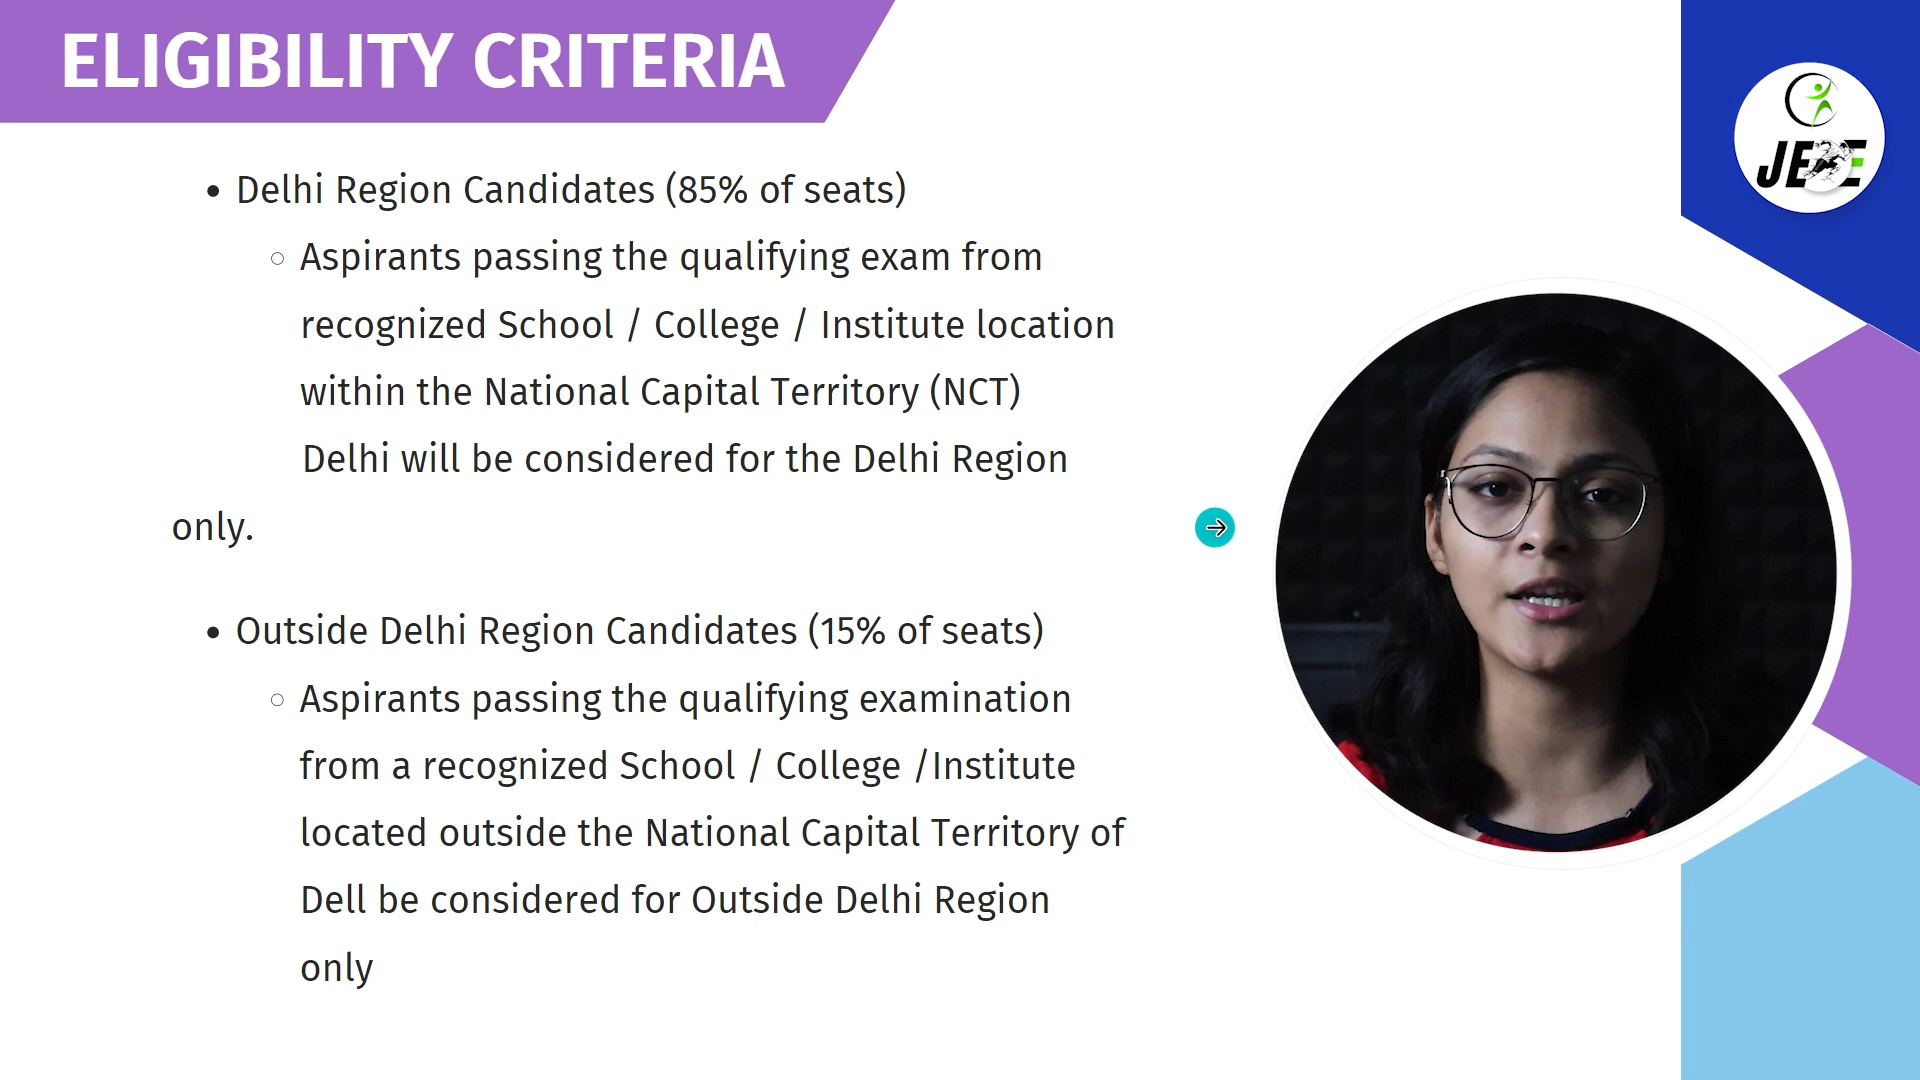 ELIGIBILITY CRITERIA
• Delhi Region Candidates (85% of seats)
○ Aspirants passing the qualifying exam from
recognized School / College / Institute location
within the National Capital Territory (NCT)
Delhi will be considered for the Delhi Region
only.
• Outside Delhi Region Candidates (15% of seats)
○ Aspirants passing the qualifying examination
from a recognized School / College /Institute
located outside the National Capital Territory of
Dell be considered for Outside Delhi Region
only